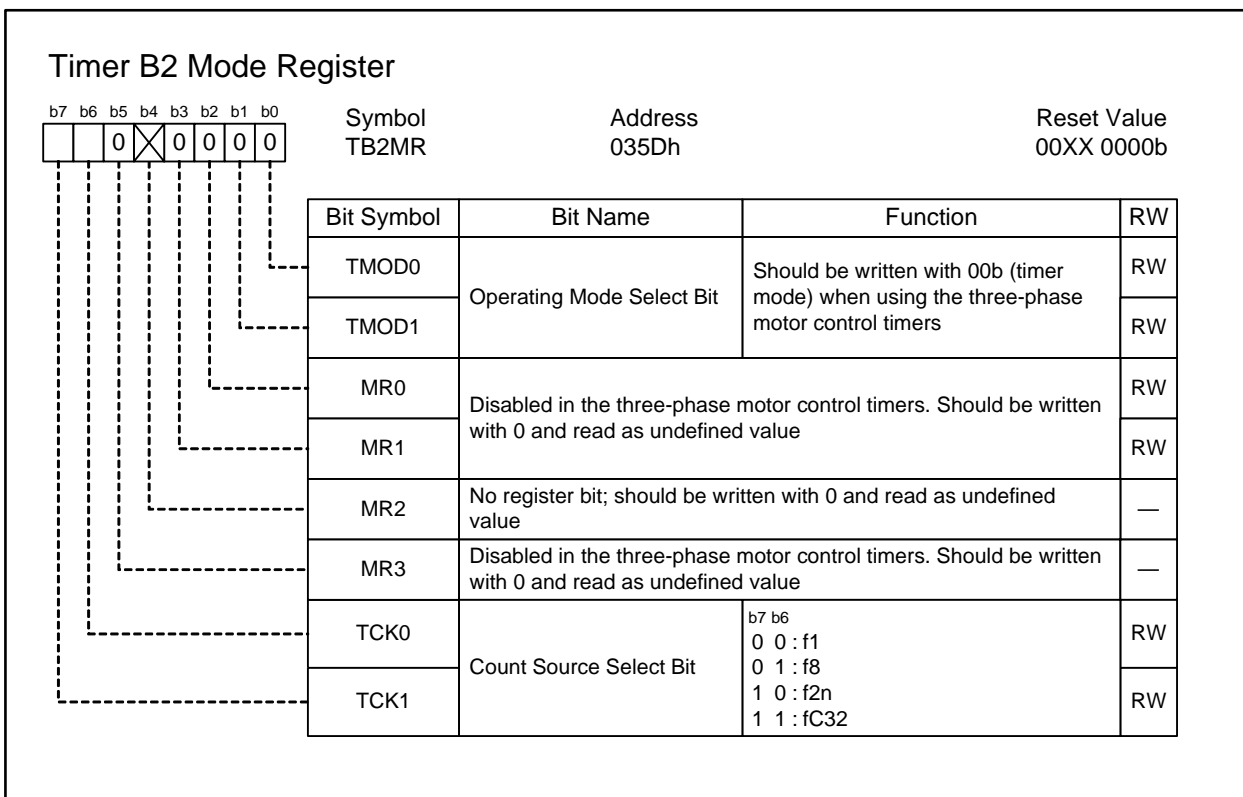 Timer B2 Mode Register
b7 b6 b5 b4 b3 b2 b1 b0
0 0 0 0 0
Symbol Address Reset Value
TB2MR 035Dh 00XX 0000b
Bit Symbol Bit Name Function RW
TMOD0 RW
Operating Mode Select Bit
Should be written with 00b (timer
mode) when using the three-phase
motor control timers
TMOD1 RW
MR0 RW
Disabled in the three-phase motor control timers. Should be written
with 0 and read as undefined value
MR1 RW
MR2
No register bit; should be written with 0 and read as undefined
value
—
MR3
Disabled in the three-phase motor control timers. Should be written
with 0 and read as undefined value
—
TCK0 RW
Count Source Select Bit
b7 b6
0 0 : f1
0 1 : f8
1 0 : f2n
1 1 : fC32
TCK1 RW